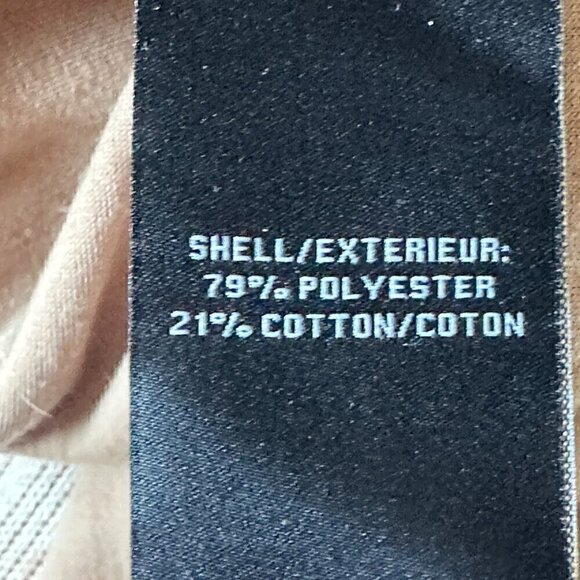 SHELL/EXTERIEUR:
79% POLYESTER
21% COTTON/COTON